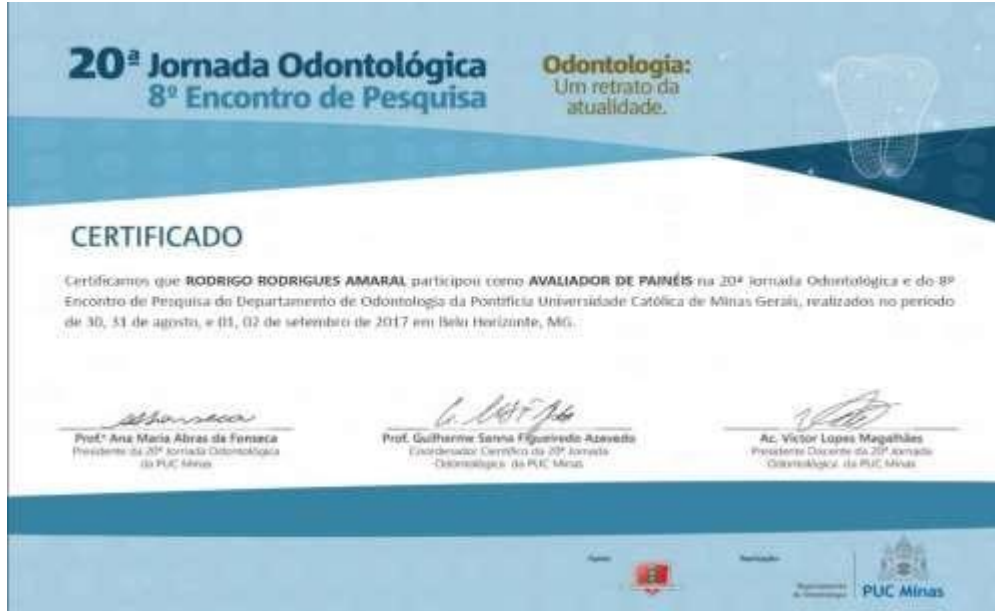 20ª Jornada Odontológica
8º Encontro de Pesquisa
Odontologia:
Um retrato da
atualidade.
CERTIFICADO
Certificamos que RODRIGO RODRIGUES AMARAL participou como AVALIADOR DE PAINÉIS na 20ª Jornada Odontológica e do 8º
Encontro de Pesquisa do Departamento de Odontologia da Pontifícia Universidade Católica de Minas Gerais, realizados no período
de 30, 31 de agosto, e 01, 02 de setembro de 2017 em Belo Horizonte, MG.
Prof.ª Ana Maria Abras da Fonseca
Presidente da 20ª Jornada Odontológica
da PUC Minas
Prof. Guilherme Senna Figueiredo Azevedo
Coordenador Científico da 20ª Jornada
Odontológica da PUC Minas
Ac. Victor Lopes Magalhães
Presidente Discente da 20ª Jornada
Odontológica da PUC Minas
PUC Minas